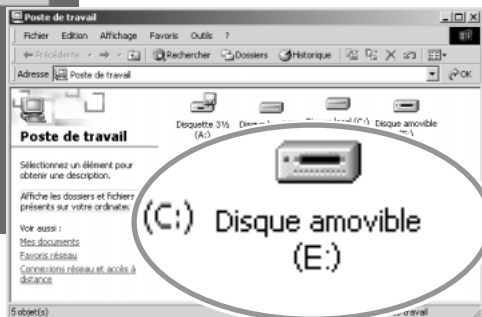 Poste de travail
Fichier Edition Affichage Favoris Outils ?
Précédente Rechercher Dossiers Historique
Adresse Poste de travail OK
Disquette 3½ (A:)
Disque amovible
Poste de travail
Sélectionnez un élément pour
obtenir une description.
Affiche les dossiers et fichiers
présents sur votre ordinateur
Voir aussi :
Mes documents
Favoris réseau
Connexions réseau et accès à
distance
(C:) Disque amovible
(E:)
5 objet(s)
travail